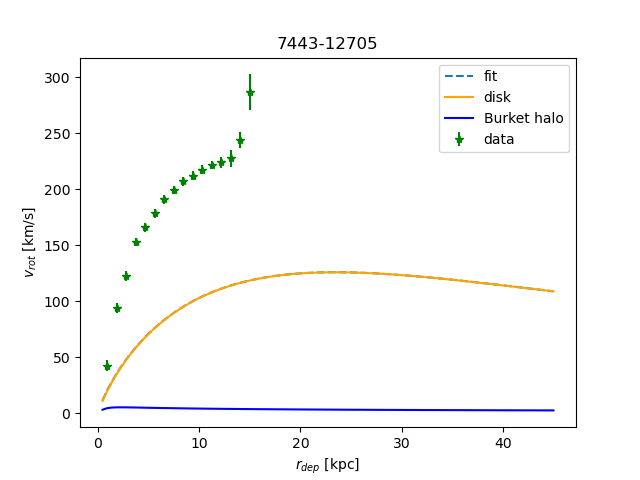 7443-12705
300
250
200
150
100
50
0
v_rot [km/s]
fit
disk
Burket halo
data
0 10 20 30 40
r_dep [kpc]